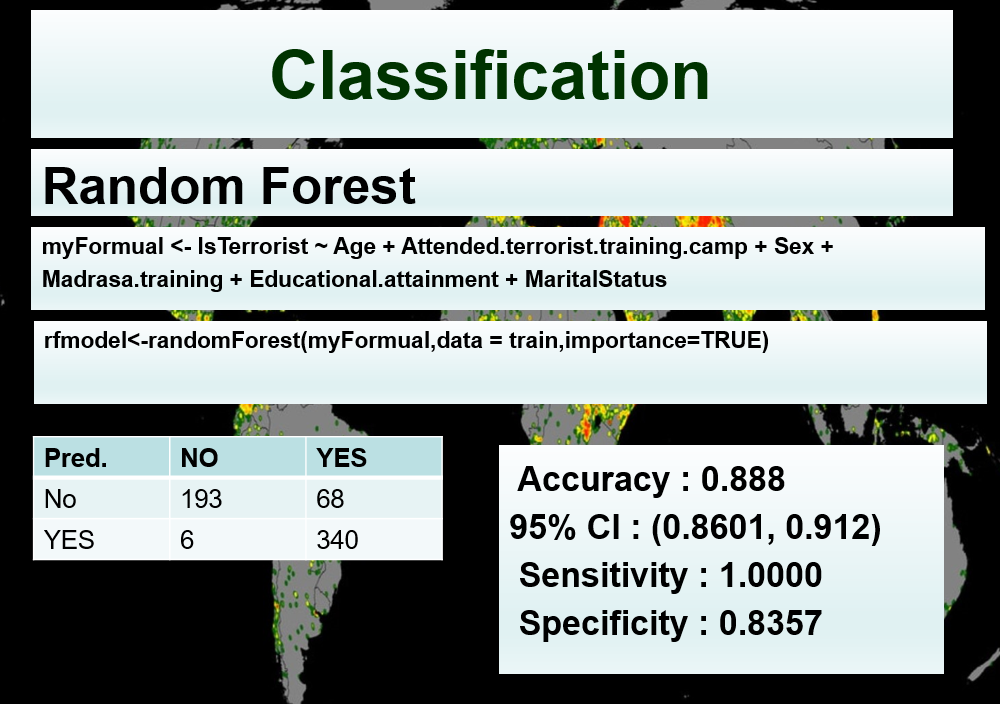 Classification
Random Forest
myFormual <- IsTerrorist ~ Age + Attended.terrorist.training.camp + Sex +
Madrasa.training + Educational.attainment + MaritalStatus
rfmodel<-randomForest(myFormual,data = train,importance=TRUE)
Pred. NO YES
No 193 68
YES 6 340
Accuracy : 0.888
95% CI : (0.8601, 0.912)
Sensitivity : 1.0000
Specificity : 0.8357